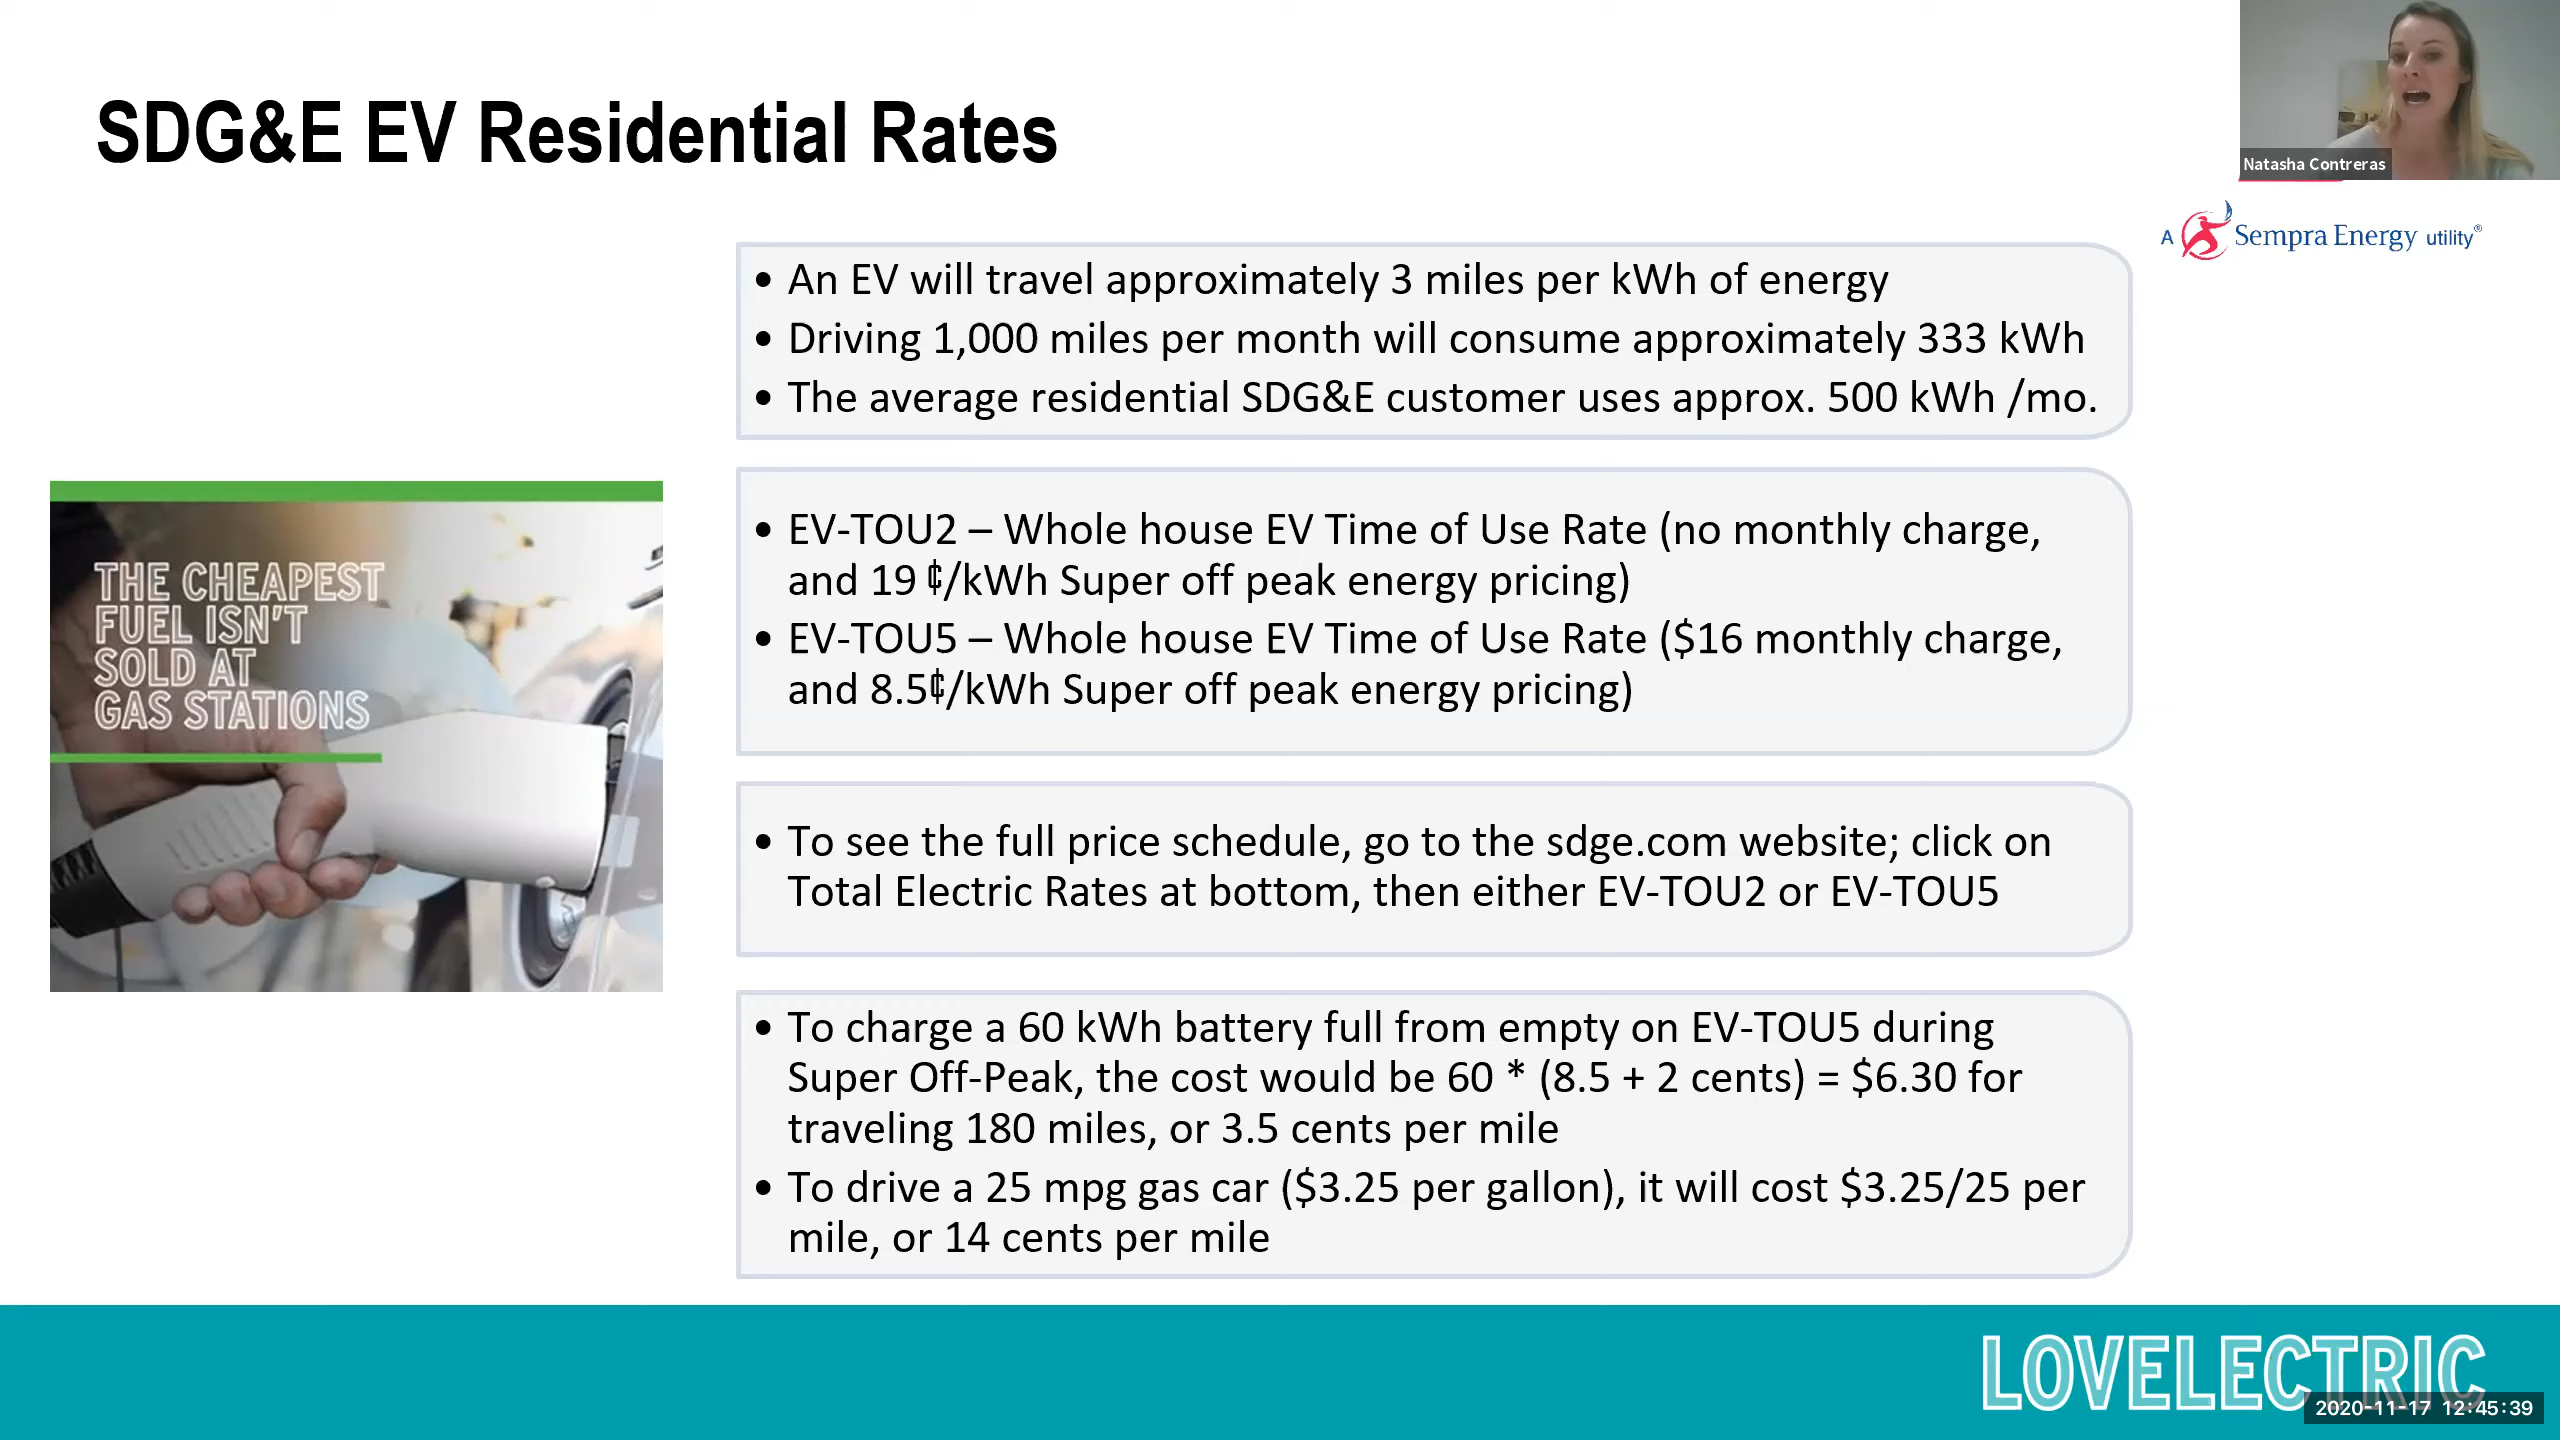 SDG&E EV Residential Rates
Natasha Contreras
A Sempra Energy utility®
• An EV will travel approximately 3 miles per kWh of energy
• Driving 1,000 miles per month will consume approximately 333 kWh
• The average residential SDG&E customer uses approx. 500 kWh /mo.
THE CHEAPEST
FUEL ISN'T
SOLD AT
GAS STATIONS
• EV-TOU2 – Whole house EV Time of Use Rate (no monthly charge,
and 19 ¢/kWh Super off peak energy pricing)
• EV-TOU5 – Whole house EV Time of Use Rate ($16 monthly charge,
and 8.5¢/kWh Super off peak energy pricing)
• To see the full price schedule, go to the sdge.com website; click on
Total Electric Rates at bottom, then either EV-TOU2 or EV-TOU5
• To charge a 60 kWh battery full from empty on EV-TOU5 during
Super Off-Peak, the cost would be 60 * (8.5 + 2 cents) = $6.30 for
traveling 180 miles, or 3.5 cents per mile
• To drive a 25 mpg gas car ($3.25 per gallon), it will cost $3.25/25 per
mile, or 14 cents per mile
LOVELECTRIC
2020-11-17 12:45:39